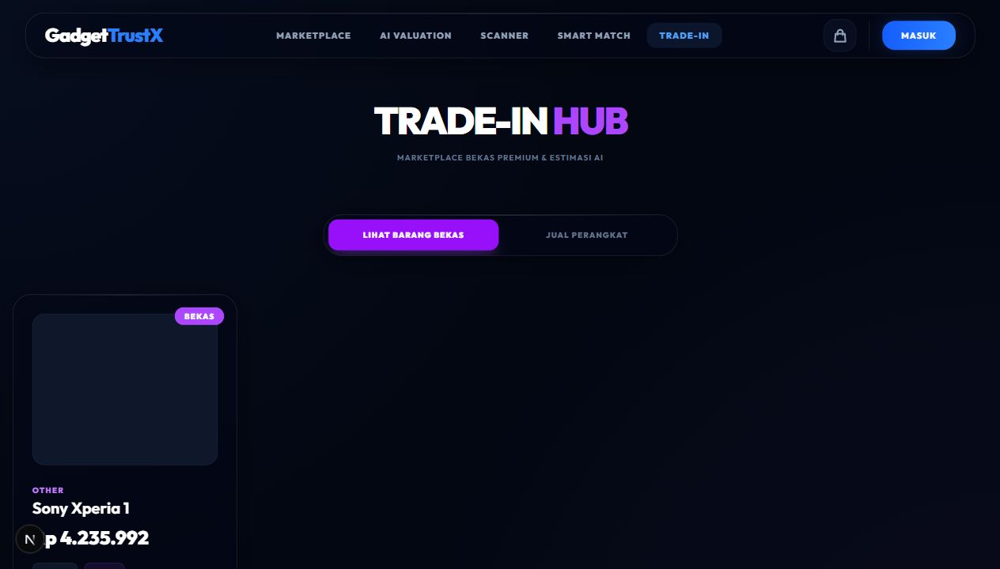 GadgetTrustX
MARKETPLACE
AI VALUATION
SCANNER
SMART MATCH
TRADE-IN
MASUK
TRADE-IN HUB
MARKETPLACE BEKAS PREMIUM & ESTIMASI AI
LIHAT BARANG BEKAS
JUAL PERANGKAT
BEKAS
OTHER
Sony Xperia 1
N
p 4.235.992